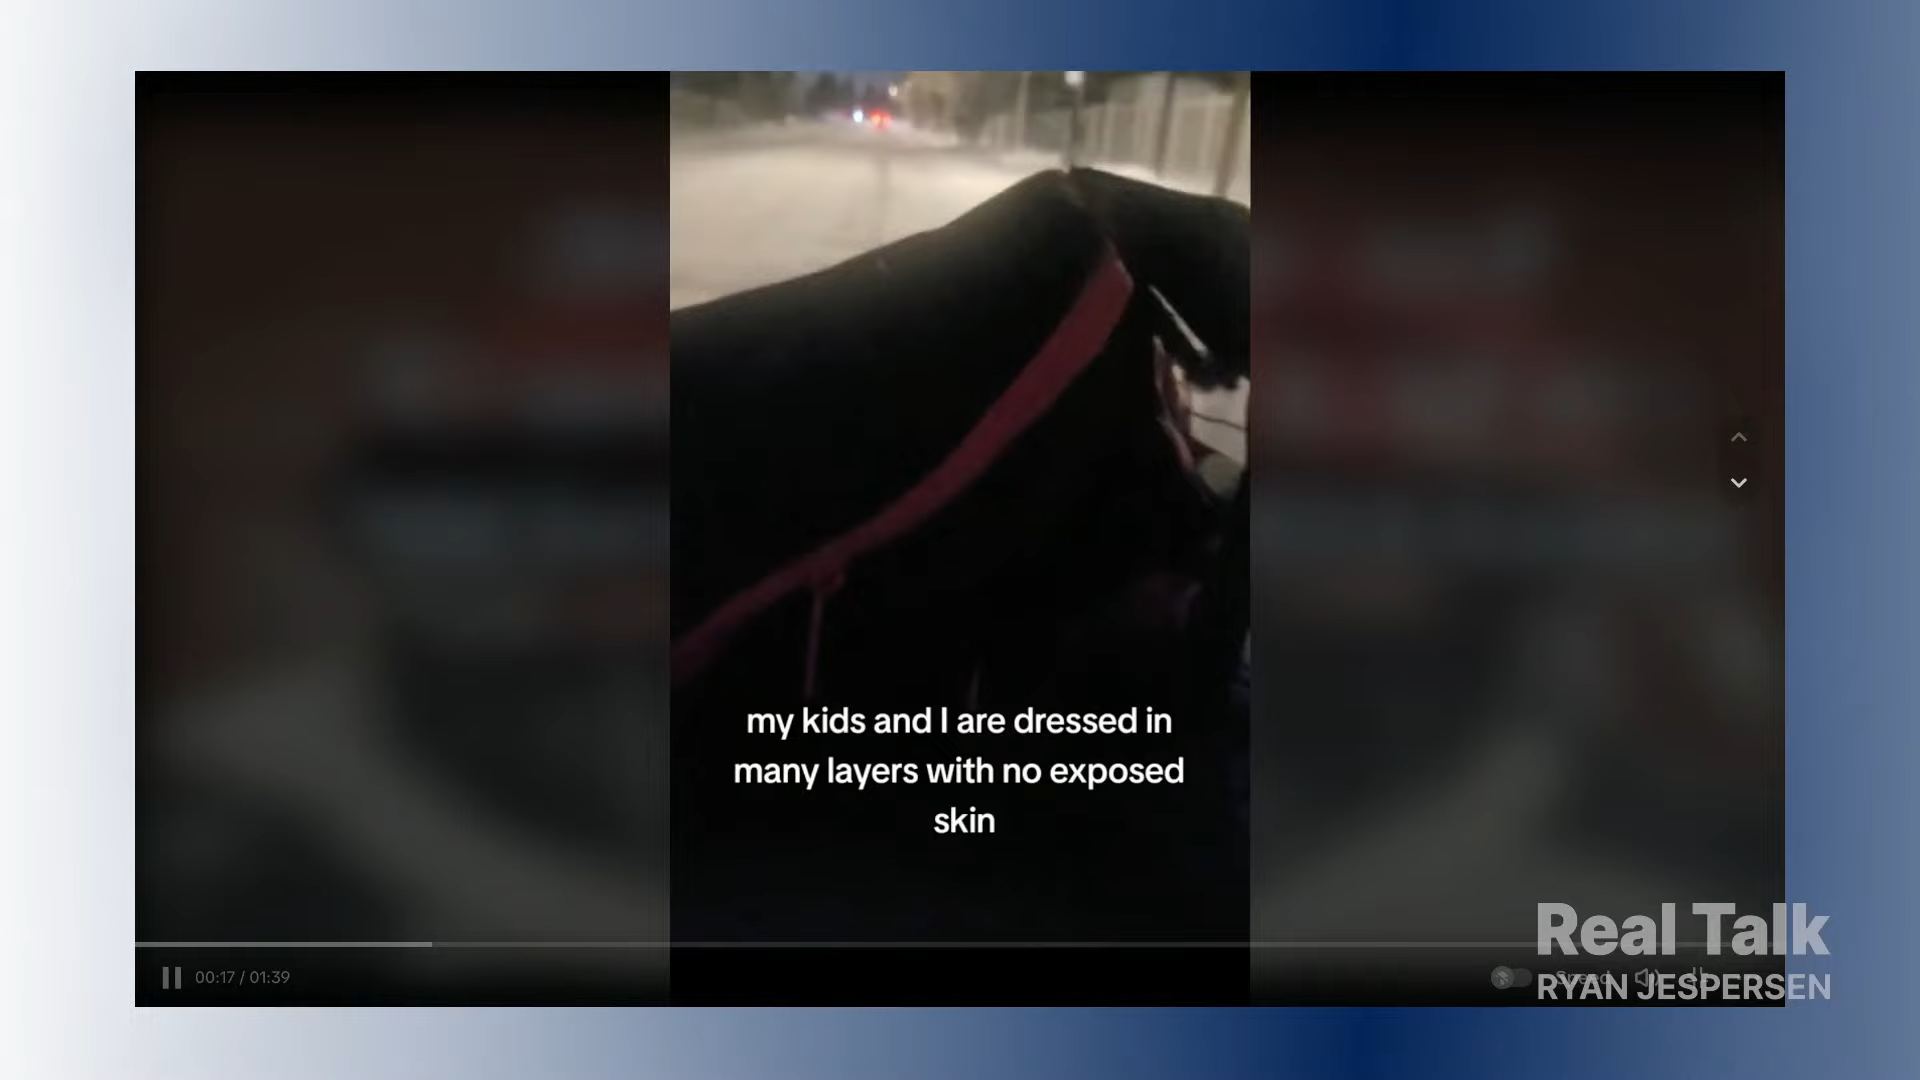 my kids and I are dressed in
many layers with no exposed
skin
00:17 / 01:39
Speed
Real Talk
RYAN JESPERSEN